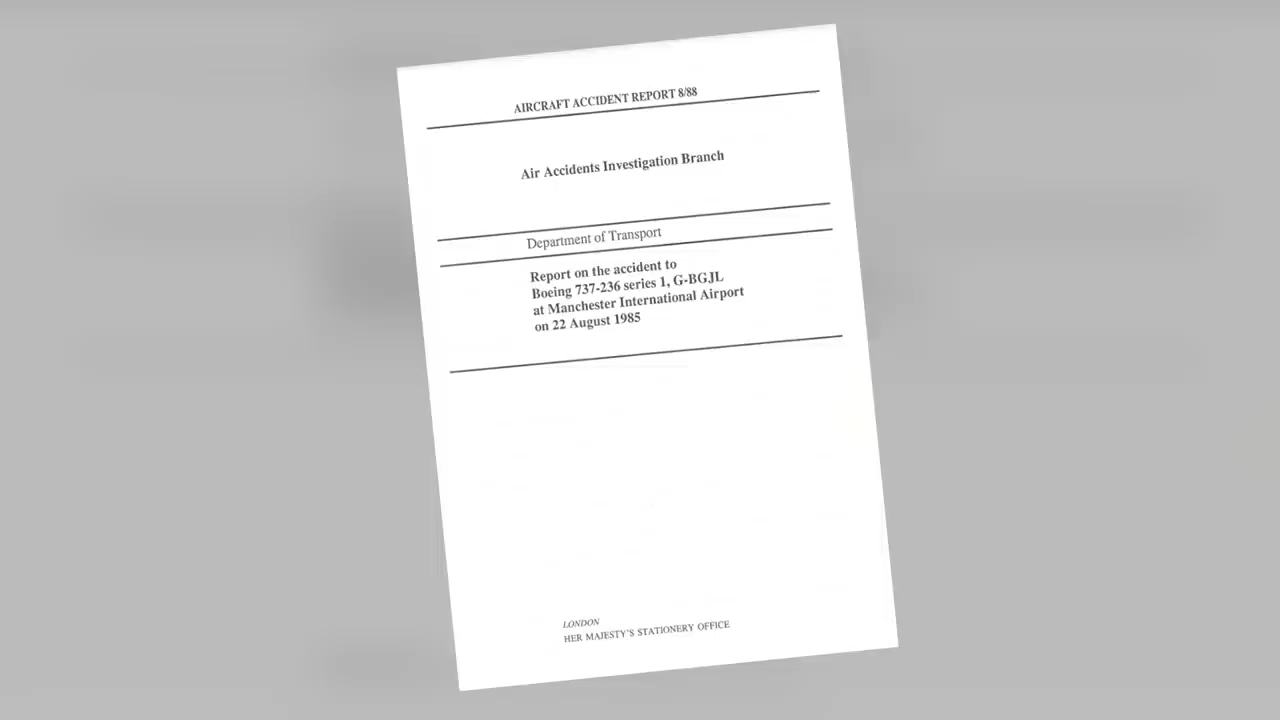 AIRCRAFT ACCIDENT REPORT 8/88
Air Accidents Investigation Branch
Department of Transport
Report on the accident to
Boeing 737-236 series 1, G-BGJL
at Manchester International Airport
on 22 August 1985
LONDON
HER MAJESTY'S STATIONERY OFFICE